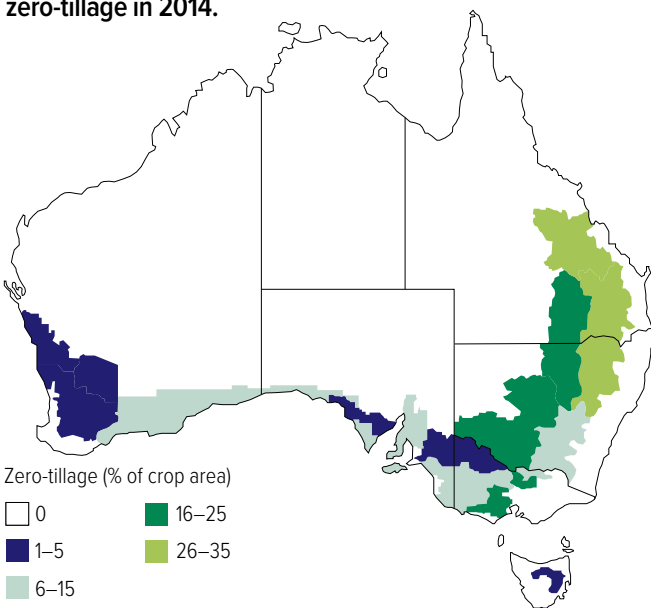 zero-tillage in 2014.
Zero-tillage (% of crop area)
0
1–5
6–15
16–25
26–35